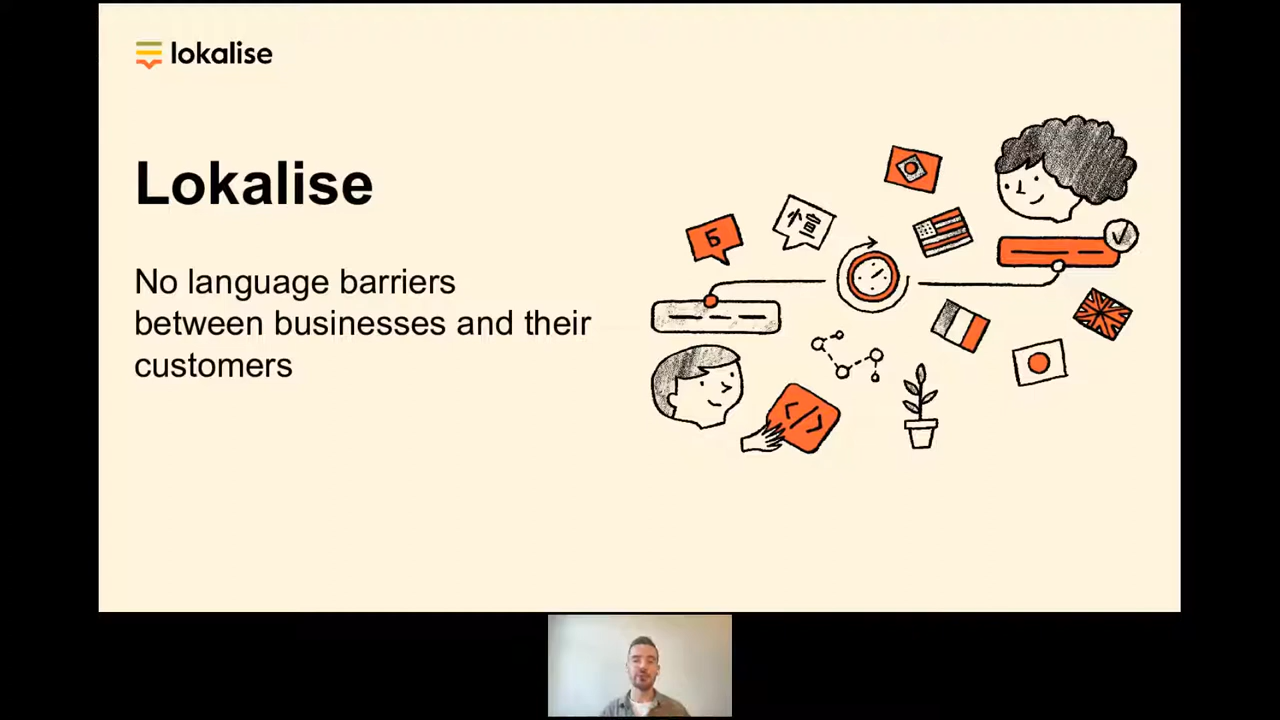 lokalise
Lokalise
No language barriers
between businesses and their
customers
Б
</>